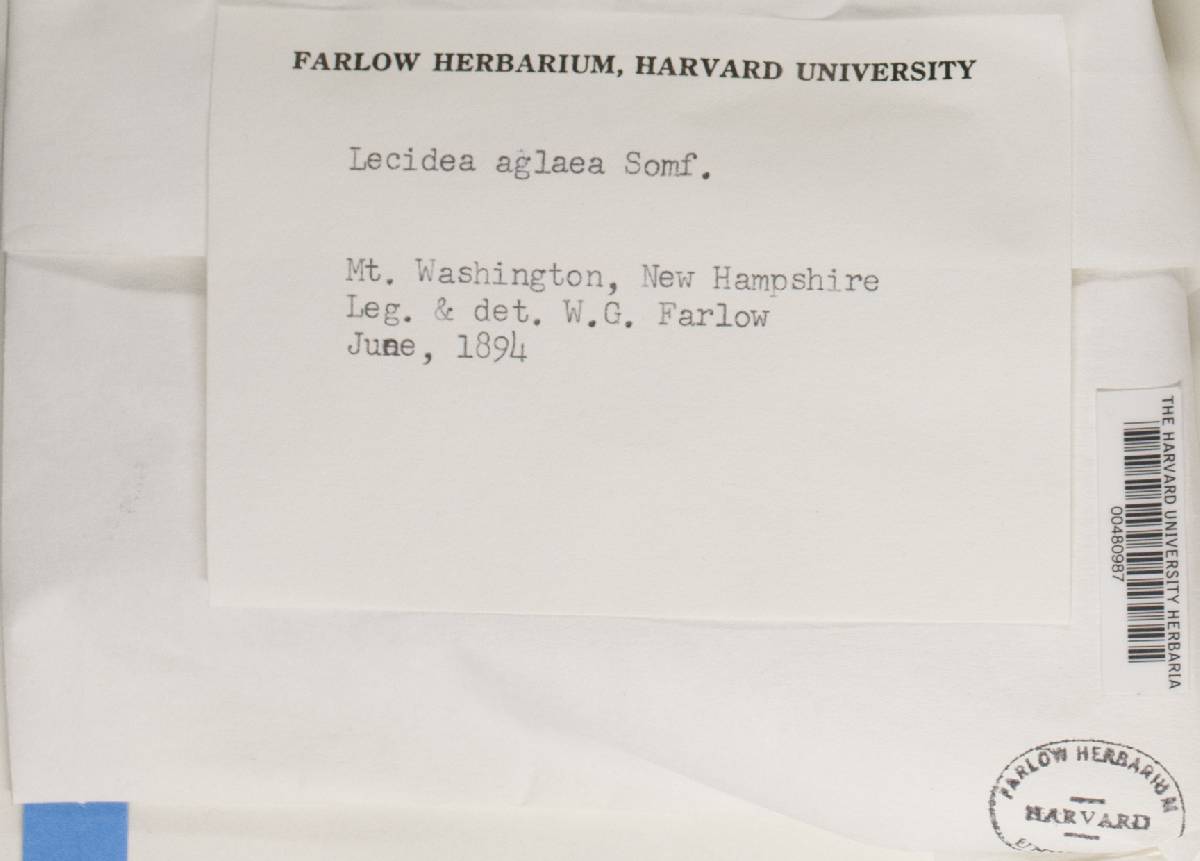 FARLOW HERBARIUM, HARVARD UNIVERSITY
Lecidea aglaea Somf.
Mt. Washington, New Hampshire
Leg. & det. W.G. Farlow
June, 1894
THE HARVARD UNIVERSITY HERBARIA
00480987
FARLOW HERBARIUM
HARVARD